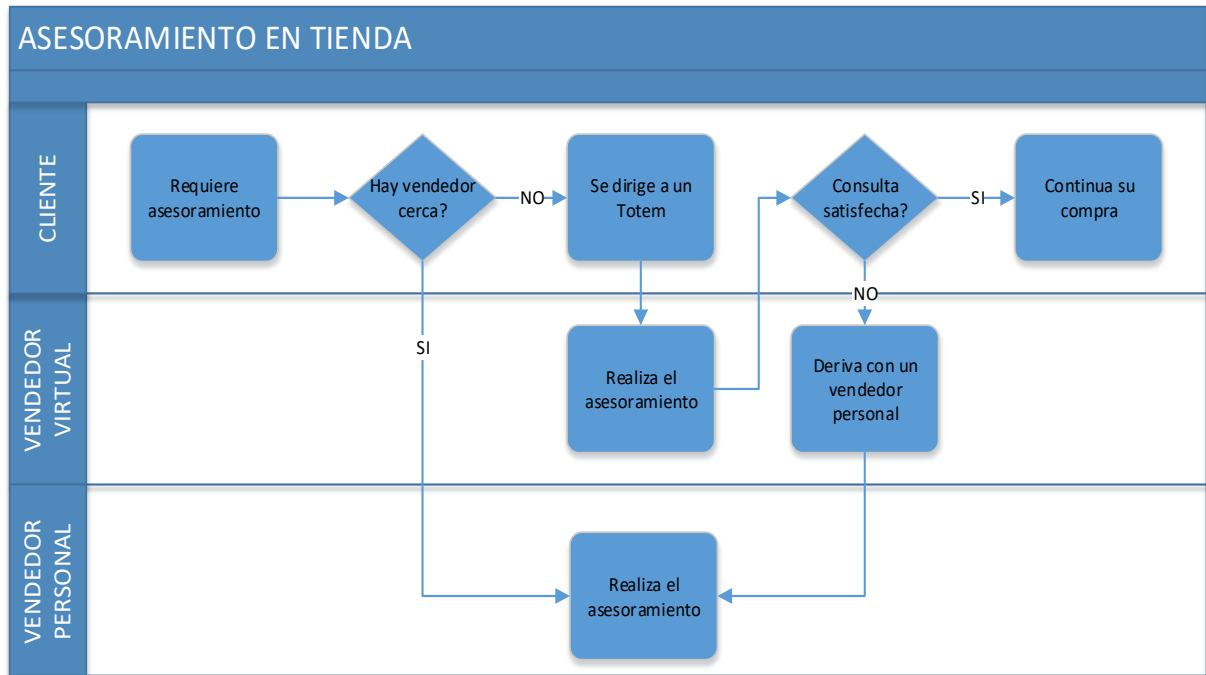 ASESORAMIENTO EN TIENDA
CLIENTE
Requiere
asesoramiento
Hay vendedor
cerca?
NO
Se dirige a un
Totem
Consulta
satisfecha?
SI
Continua su
compra
NO
SI
VENDEDOR
VIRTUAL
Realiza el
asesoramiento
Deriva con un
vendedor
personal
VENDEDOR
PERSONAL
Realiza el
asesoramiento